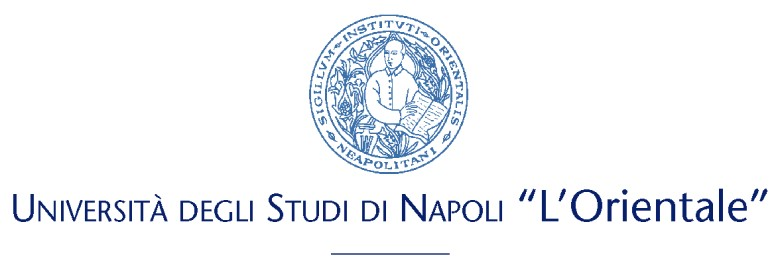 SIGILLVM INSTITVTI ORIENTALIS
NEAPOLITANI
UNIVERSITÀ DEGLI STUDI DI NAPOLI “L’Orientale”